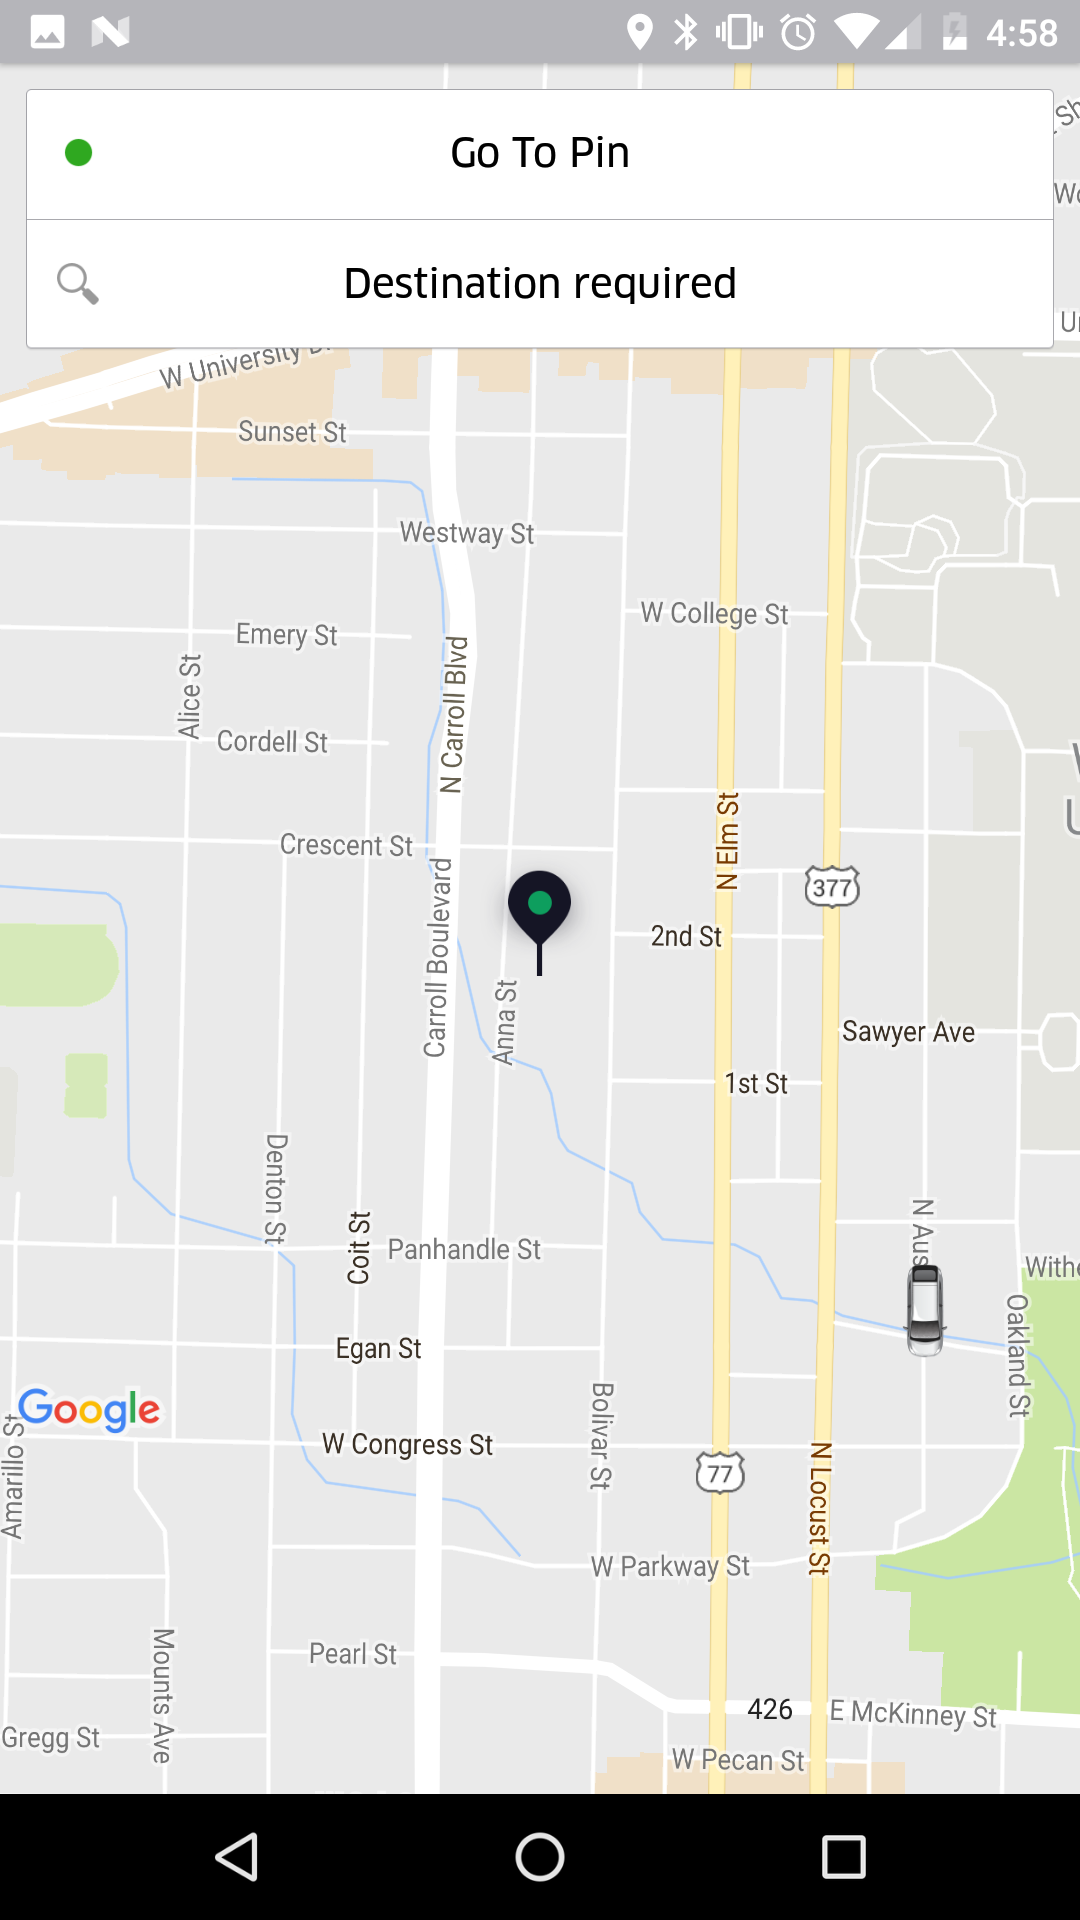 4:58
Go To Pin
Destination required
W University
Sunset St
Westway St
W College St
Emery St
Alice St
N Carroll Blvd
Cordell St
N Elm St
Crescent St
Carroll Boulevard
377
2nd St
Anna St
Sawyer Ave
1st St
Denton St
Coit St
Panhandle St
N Aus
Withe
Oakland St
Egan St
Google
Bolivar St
Amarillo St
W Congress St
77
N Locust St
W Parkway St
Mounts Ave
Pearl St
426
E McKinney St
Gregg St
W Pecan St